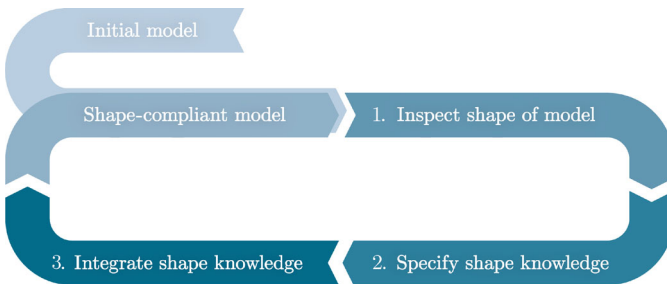 Initial model
Shape-compliant model
1. Inspect shape of model
3. Integrate shape knowledge
2. Specify shape knowledge